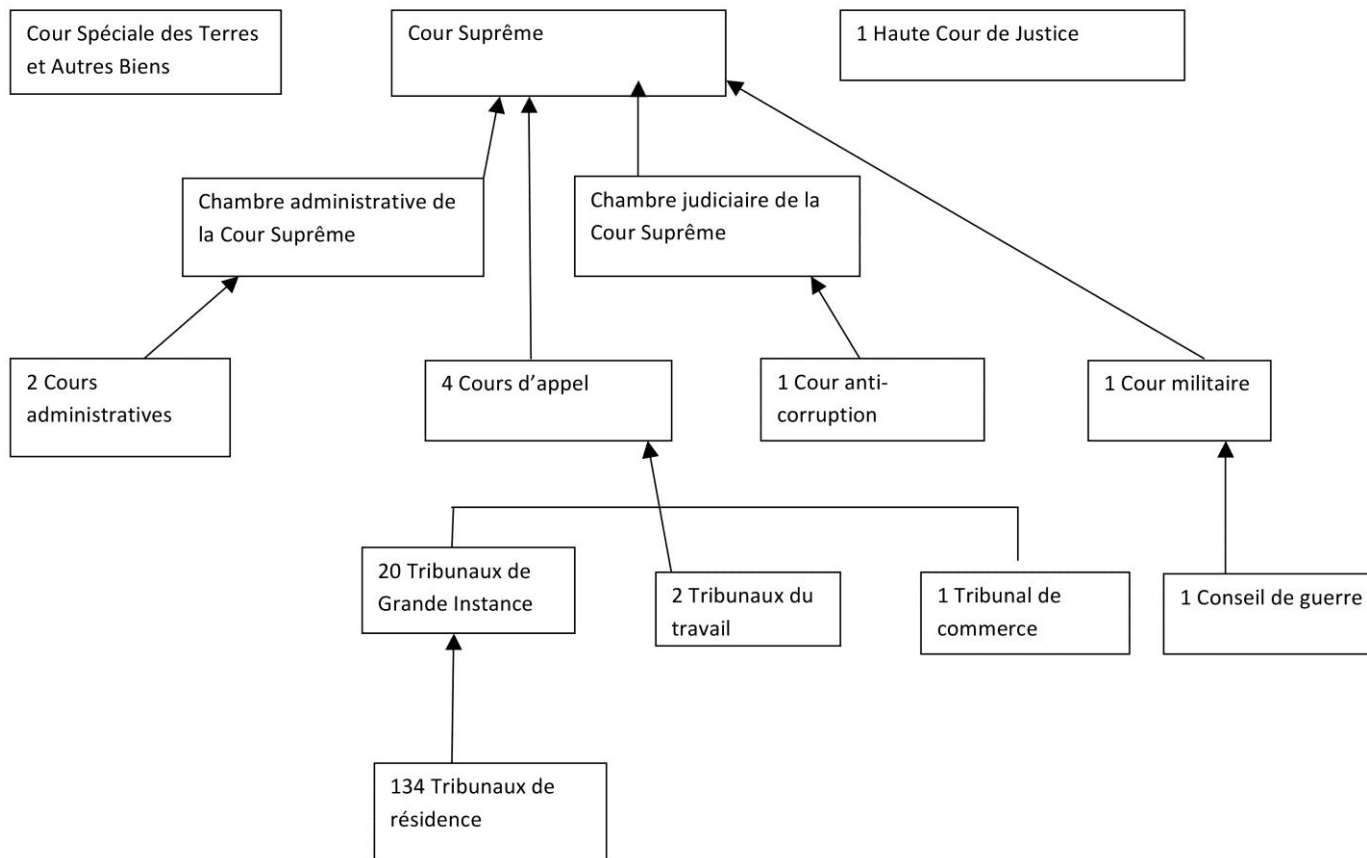 Cour Spéciale des Terres
et Autres Biens
Cour Suprême
1 Haute Cour de Justice
Chambre administrative de
la Cour Suprême
Chambre judiciaire de la
Cour Suprême
2 Cours
administratives
4 Cours d’appel
1 Cour anti-
corruption
1 Cour militaire
20 Tribunaux de
Grande Instance
2 Tribunaux du
travail
1 Tribunal de
commerce
1 Conseil de guerre
134 Tribunaux de
résidence